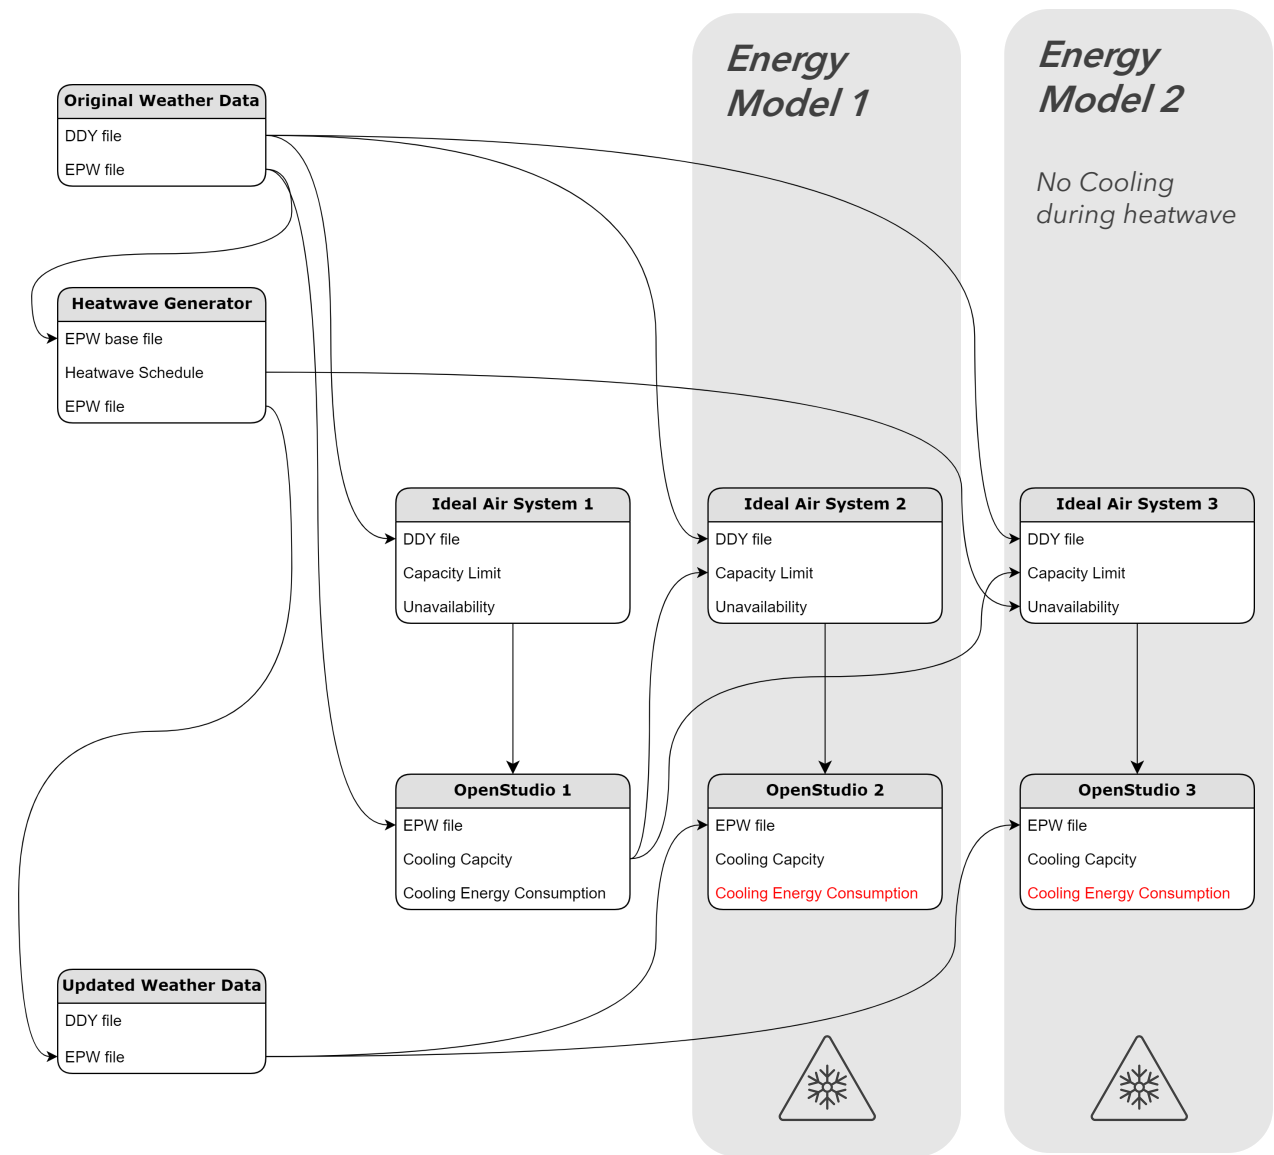 Energy
Model 1
Energy
Model 2
No Cooling
during heatwave
Original Weather Data
DDY file
EPW file
Heatwave Generator
EPW base file
Heatwave Schedule
EPW file
Ideal Air System 1
DDY file
Capacity Limit
Unavailability
Ideal Air System 2
DDY file
Capacity Limit
Unavailability
Ideal Air System 3
DDY file
Capacity Limit
Unavailability
OpenStudio 1
EPW file
Cooling Capcity
Cooling Energy Consumption
OpenStudio 2
EPW file
Cooling Capcity
Cooling Energy Consumption
OpenStudio 3
EPW file
Cooling Capcity
Cooling Energy Consumption
Updated Weather Data
DDY file
EPW file